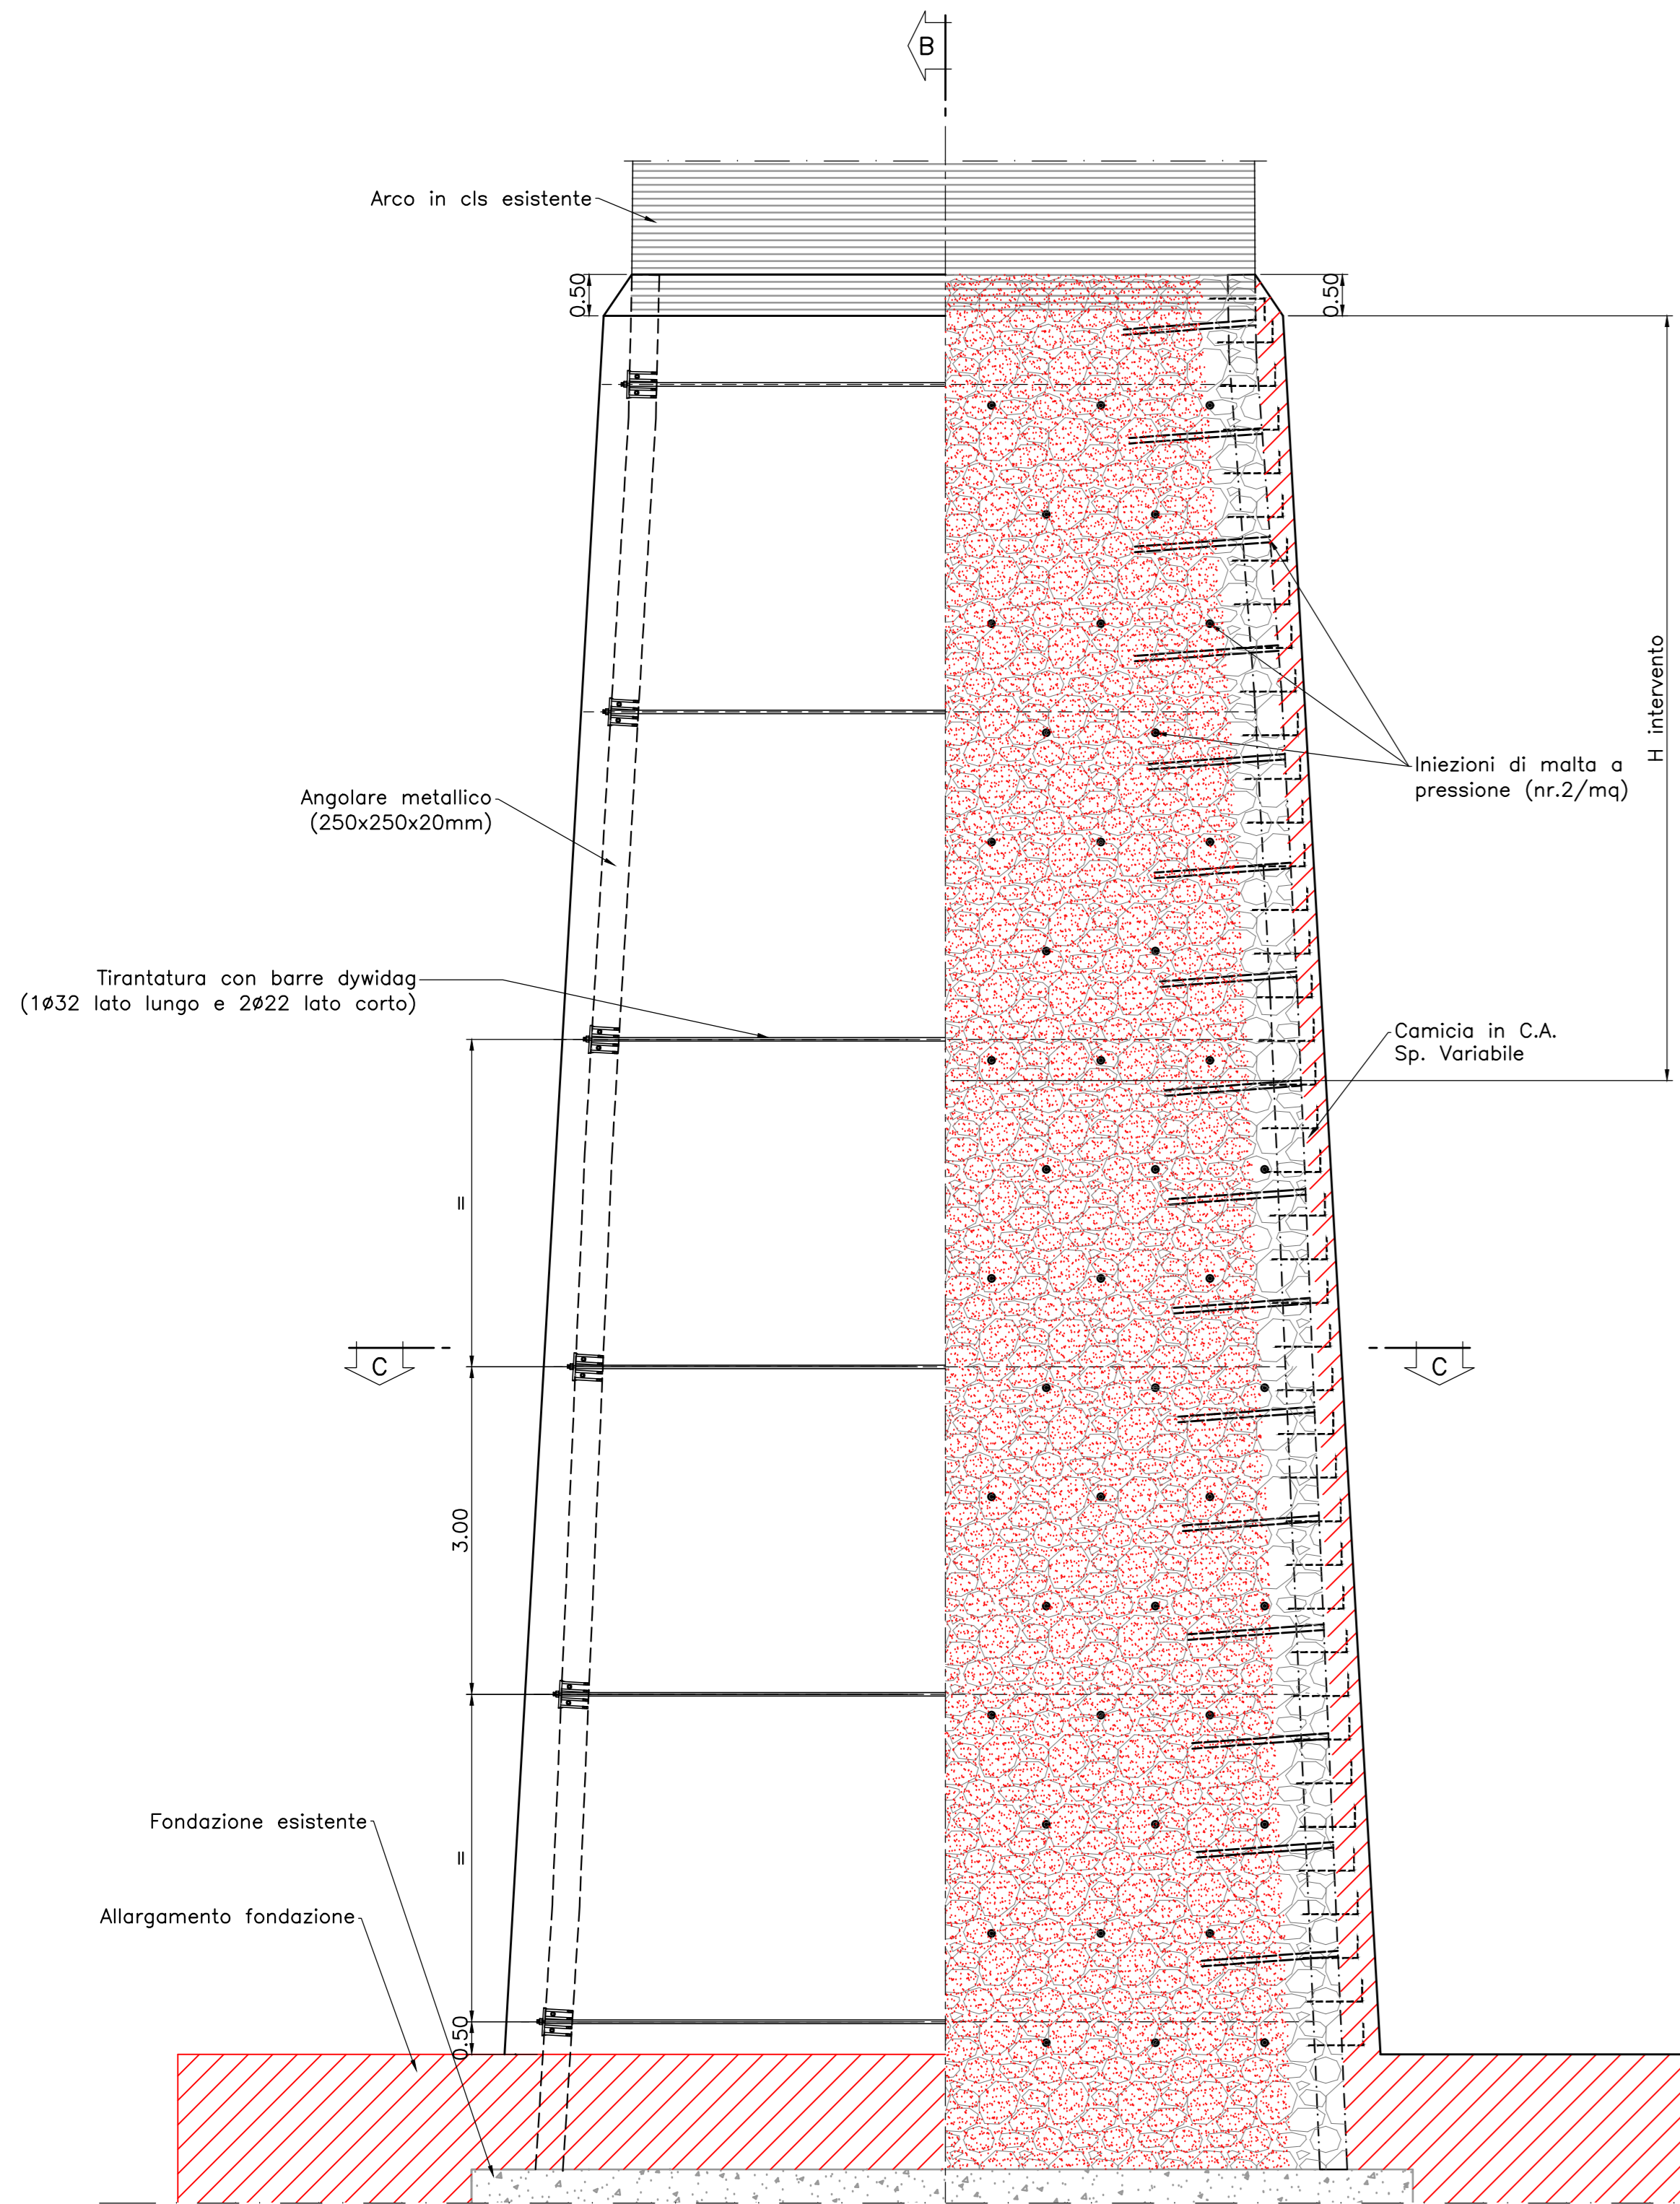 B
Arco in cls esistente
0.50
0.50
H intervento
Iniezioni di malta a
pressione (nr.2/mq)
Angolare metallico
(250x250x20mm)
Tirantatura con barre dywidag
(1ø32 lato lungo e 2ø22 lato corto)
Camicia in C.A.
Sp. Variabile
=
C
C
3.00
=
Fondazione esistente
Allargamento fondazione
0.50